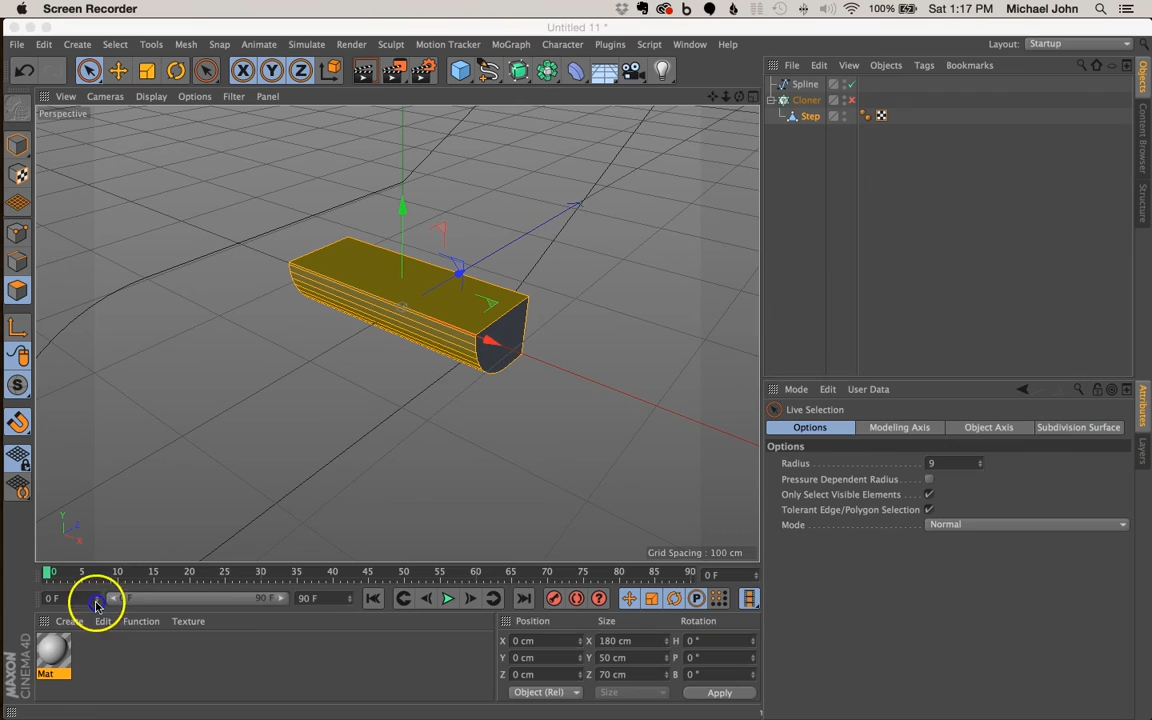 Screen Recorder 100% Sat 1:17 PM Michael John
Untitled 11 *
File Edit Create Select Tools Mesh Snap Animate Simulate Render Sculpt Motion Tracker MoGraph Character Plugins Script Window Help Layout: Startup
X Y Z
View Cameras Display Options Filter Panel
Perspective
File Edit View Objects Tags Bookmarks
Spline
Cloner
Step
Objects
Content Browser
Structure
Y
Z
X
Grid Spacing : 100 cm
Mode Edit User Data
Live Selection
Options Modeling Axis Object Axis Subdivision Surface
Options
Radius 9
Pressure Dependent Radius
Only Select Visible Elements
Tolerant Edge/Polygon Selection
Mode Normal
Attributes
Layers
0 5 10 15 20 25 30 35 40 45 50 55 60 65 70 75 80 85 90 0 F
0 F F 90 F 90 F
Create Edit Function Texture
Mat
MAXON
CINEMA 4D
Position Size Rotation
X 0 cm X 180 cm H 0 °
Y 0 cm Y 50 cm P 0 °
Z 0 cm Z 70 cm B 0 °
Object (Rel) Size Apply